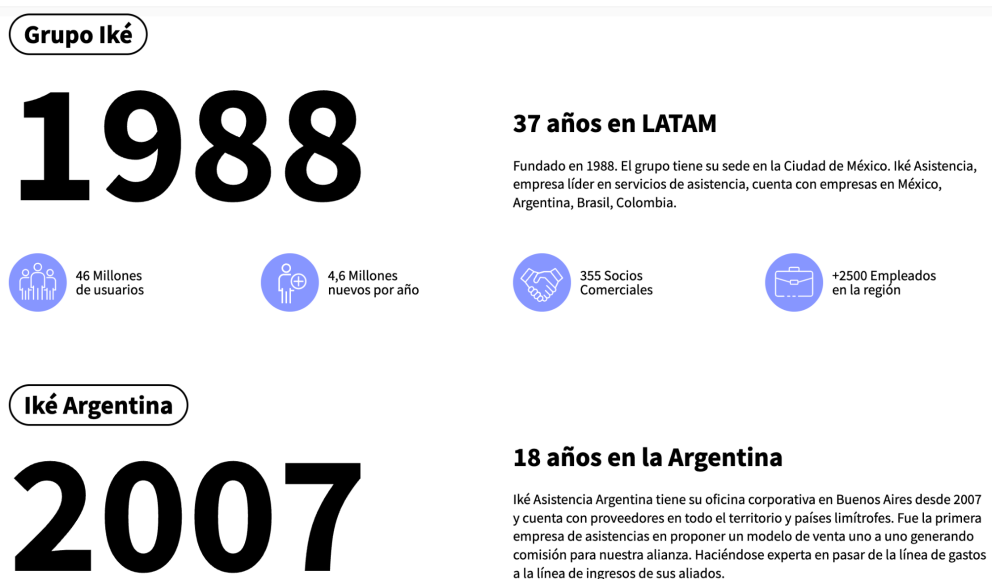 Grupo Iké
1988
37 años en LATAM
Fundado en 1988. El grupo tiene su sede en la Ciudad de México. Iké Asistencia,
empresa líder en servicios de asistencia, cuenta con empresas en México,
Argentina, Brasil, Colombia.
46 Millones
de usuarios
4,6 Millones
nuevos por año
355 Socios
Comerciales
+2500 Empleados
en la región
Iké Argentina
2007
18 años en la Argentina
Iké Asistencia Argentina tiene su oficina corporativa en Buenos Aires desde 2007
y cuenta con proveedores en todo el territorio y países limítrofes. Fue la primera
empresa de asistencias en proponer un modelo de venta uno a uno generando
comisión para nuestra alianza. Haciéndose experta en pasar de la línea de gastos
a la línea de ingresos de sus aliados.